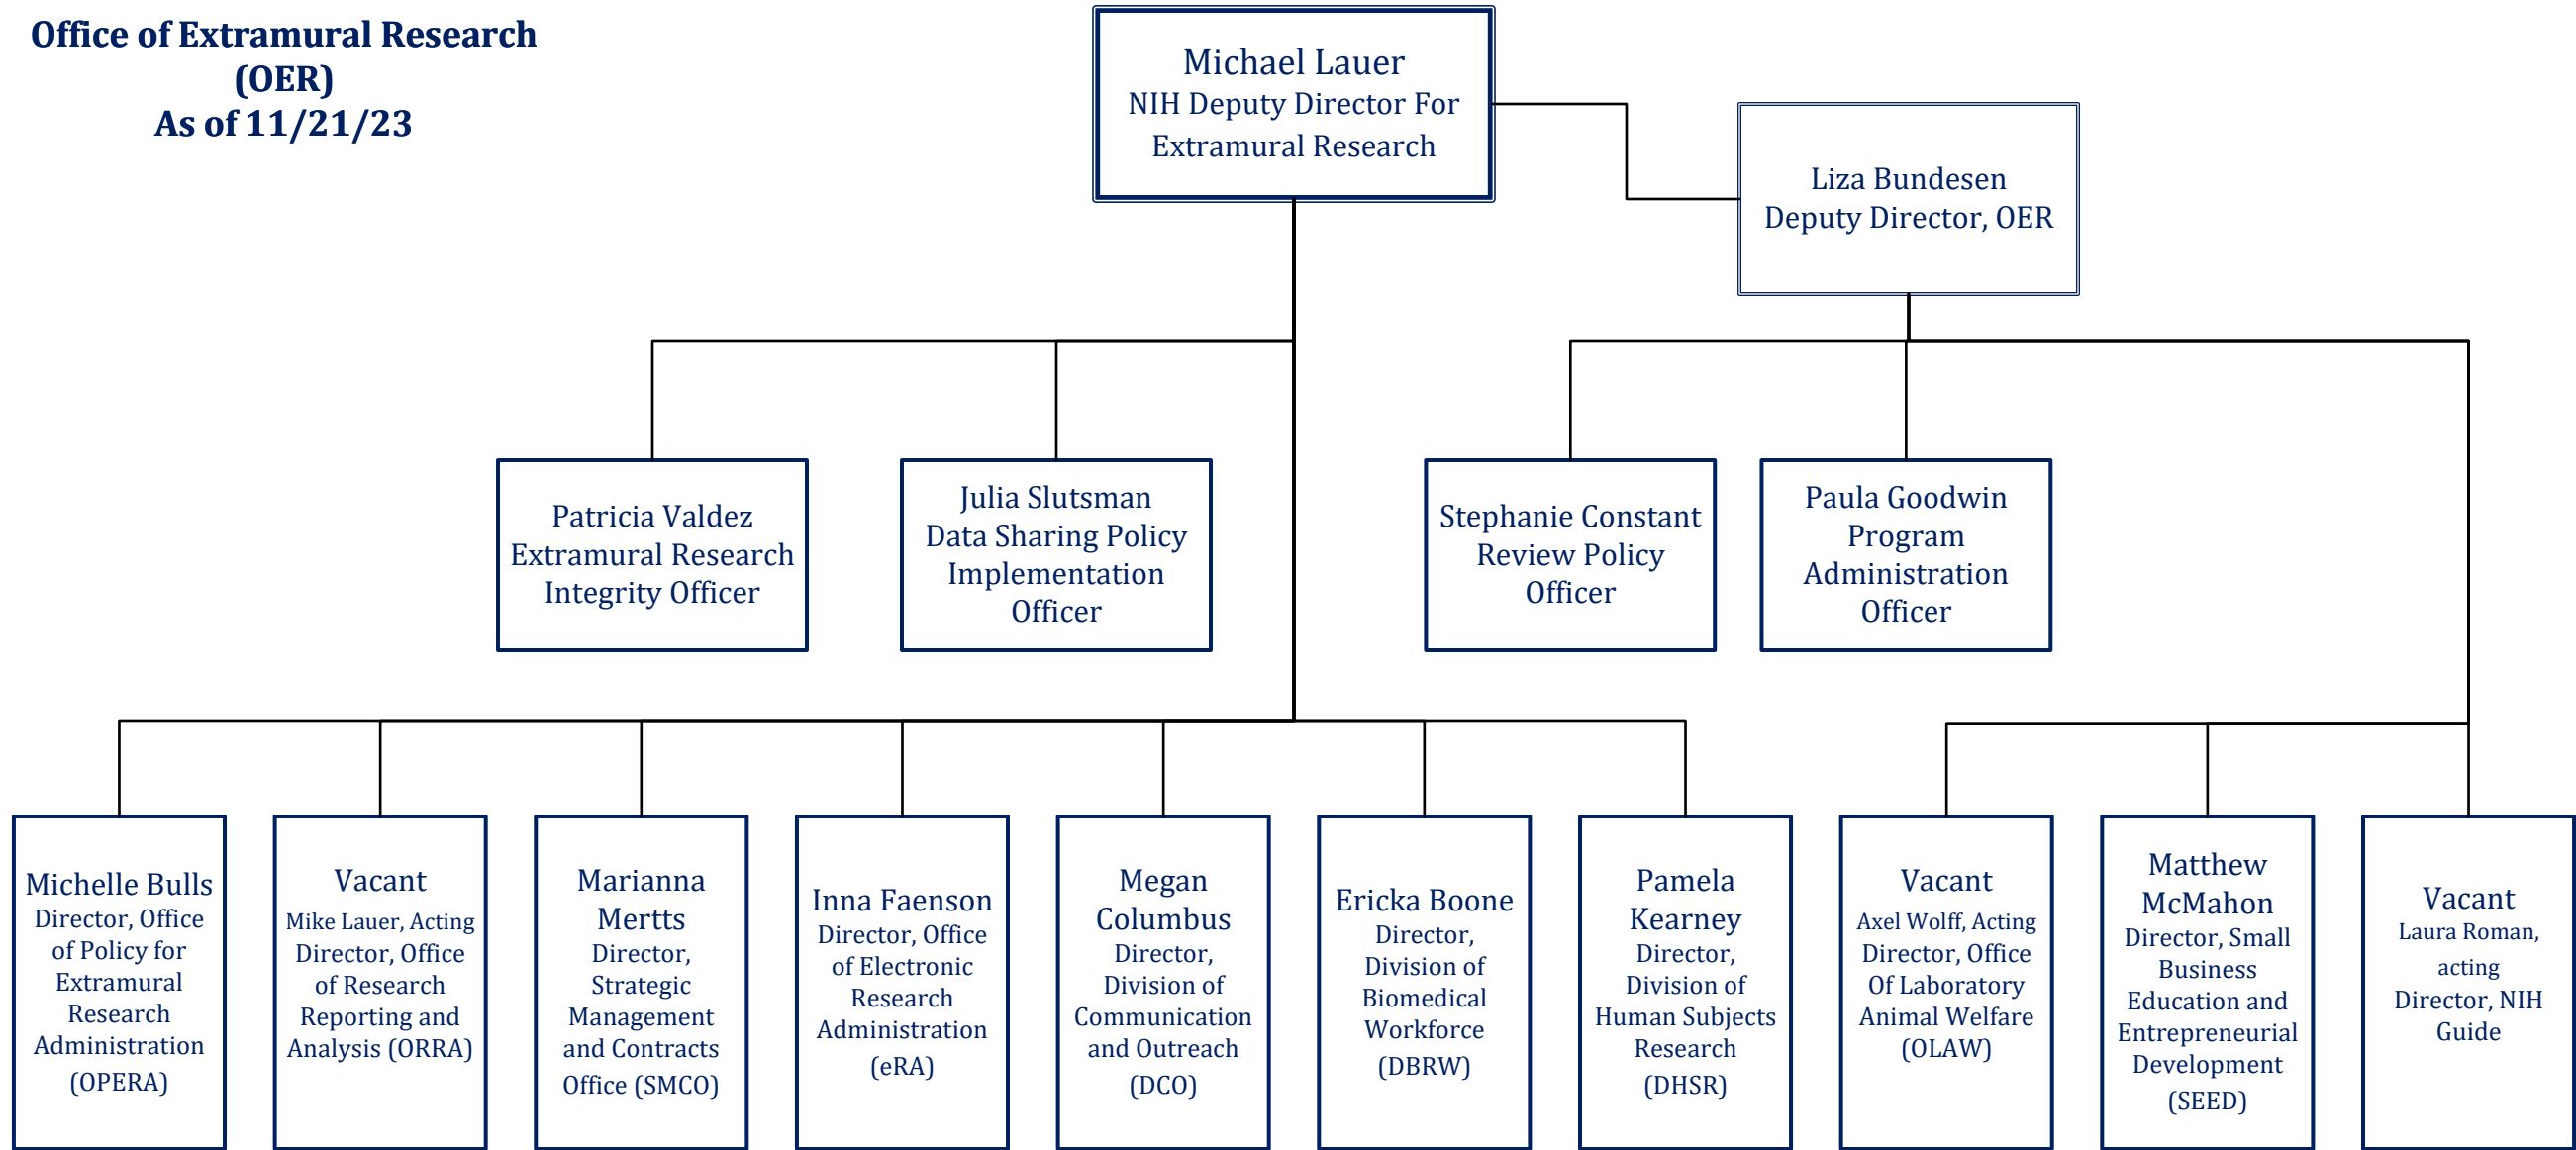 Office of Extramural Research
(OER)
As of 11/21/23
Michael Lauer
NIH Deputy Director For
Extramural Research
Liza Bundesen
Deputy Director, OER
Patricia Valdez
Extramural Research
Integrity Officer
Julia Slutsman
Data Sharing Policy
Implementation
Officer
Stephanie Constant
Review Policy
Officer
Paula Goodwin
Program
Administration
Officer
Michelle Bulls
Director, Office
of Policy for
Extramural
Research
Administration
(OPERA)
Vacant
Mike Lauer, Acting
Director, Office
of Research
Reporting and
Analysis (ORRA)
Marianna
Mertts
Director,
Strategic
Management
and Contracts
Office (SMCO)
Inna Faenson
Director, Office
of Electronic
Research
Administration
(eRA)
Megan
Columbus
Director,
Division of
Communication
and Outreach
(DCO)
Ericka Boone
Director,
Division of
Biomedical
Workforce
(DBRW)
Pamela
Kearney
Director,
Division of
Human Subjects
Research
(DHSR)
Vacant
Axel Wolff, Acting
Director, Office
Of Laboratory
Animal Welfare
(OLAW)
Matthew
McMahon
Director, Small
Business
Education and
Entrepreneurial
Development
(SEED)
Vacant
Laura Roman,
acting
Director, NIH
Guide